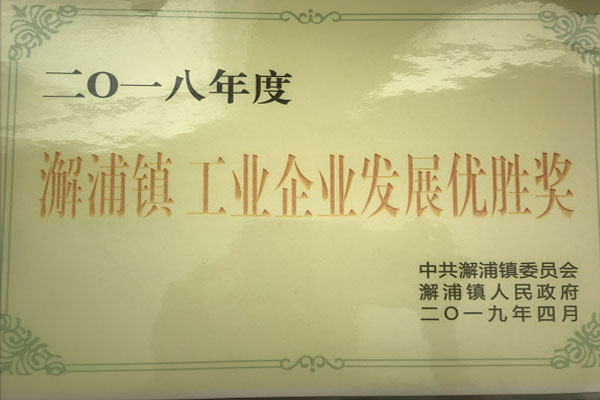 二〇一八年度
澥浦镇 工业企业发展优胜奖
中共澥浦镇委员会
澥浦镇人民政府
二〇一九年四月